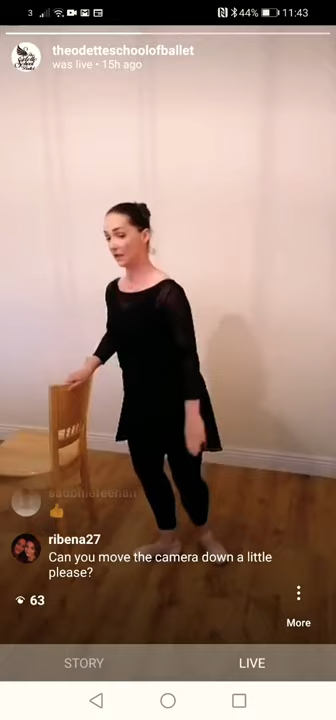 3
44%
11:43
theodetteschoolofballet
was live • 15h ago
👍
ribena27
Can you move the camera down a little
please?
63
More
STORY
LIVE